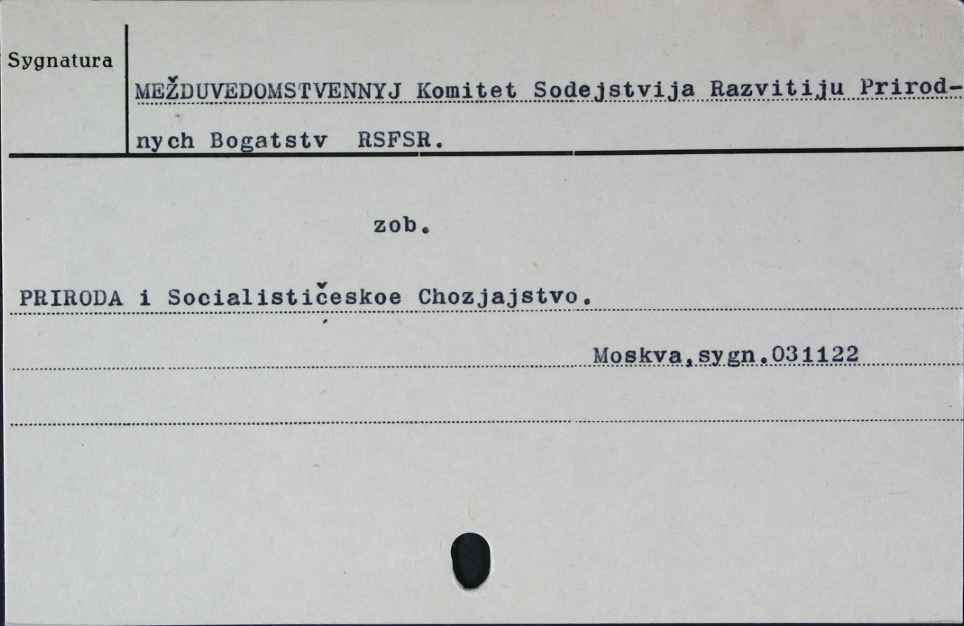 Sygnatura
MEŽDUVEDOMSTVENNYJ Komitet Sodejstvija Razvitiju Prirod-
nych Bogatstv RSFSR.
zob.
PRIRODA i Socialističeskoe Chozjajstvo.
Moskva,sygn.031122